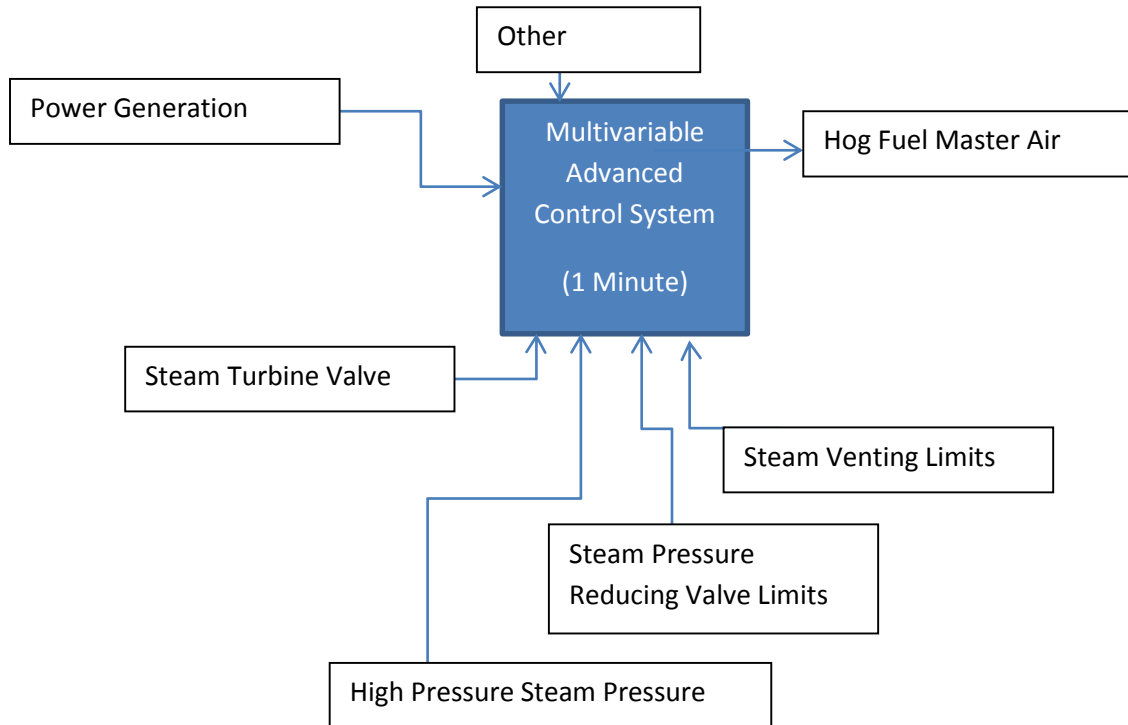 Other
Power Generation
Multivariable
Advanced
Control System
(1 Minute)
Hog Fuel Master Air
Steam Turbine Valve
Steam Venting Limits
Steam Pressure
Reducing Valve Limits
High Pressure Steam Pressure